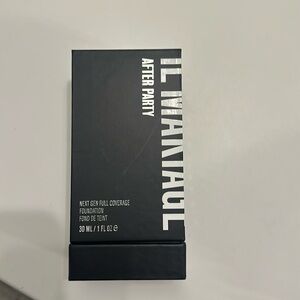 IL MAKIAGE
AFTER PARTY
NEXT GEN FULL COVERAGE
FOUNDATION
FOND DE TEINT
30 ML / 1 FL OZ ℮